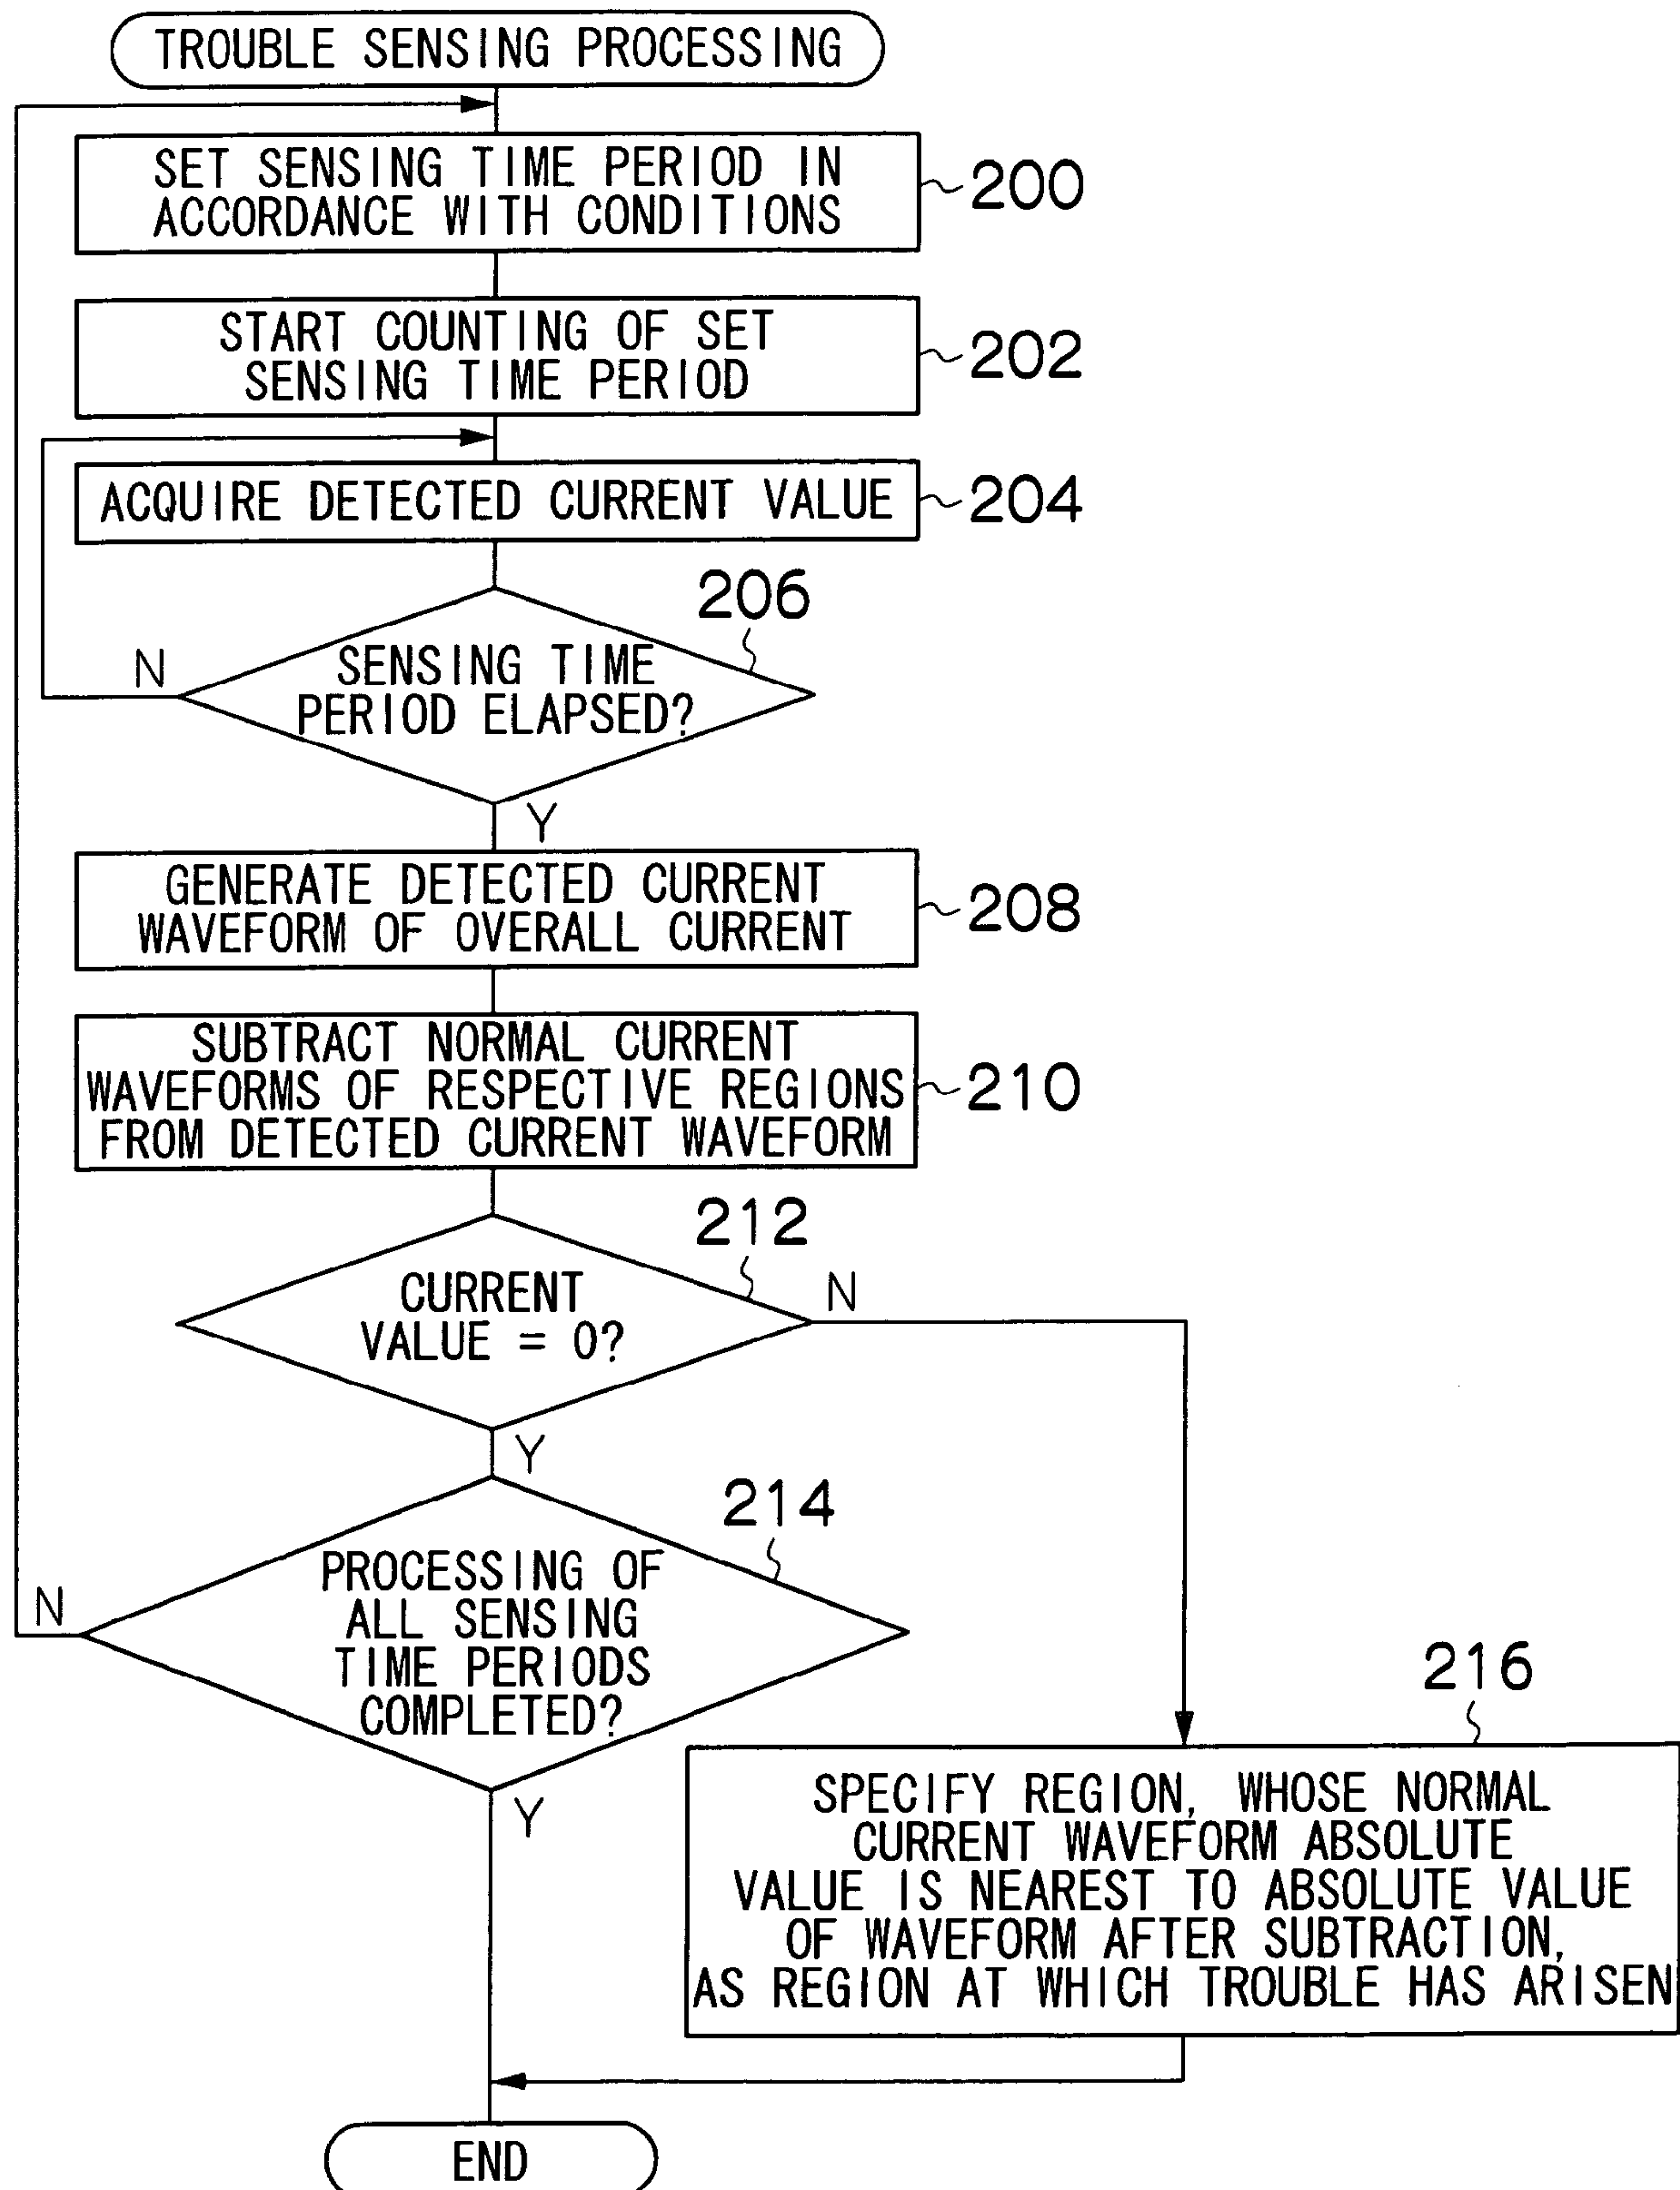 TROUBLE SENSING PROCESSING
SET SENSING TIME PERIOD IN
ACCORDANCE WITH CONDITIONS
200
START COUNTING OF SET
SENSING TIME PERIOD
202
ACQUIRE DETECTED CURRENT VALUE
204
206
SENSING TIME
PERIOD ELAPSED?
N
Y
GENERATE DETECTED CURRENT
WAVEFORM OF OVERALL CURRENT
208
SUBTRACT NORMAL CURRENT
WAVEFORMS OF RESPECTIVE REGIONS
FROM DETECTED CURRENT WAVEFORM
210
212
CURRENT
VALUE = 0?
N
Y
214
PROCESSING OF
ALL SENSING
TIME PERIODS
COMPLETED?
N
Y
216
SPECIFY REGION, WHOSE NORMAL
CURRENT WAVEFORM ABSOLUTE
VALUE IS NEAREST TO ABSOLUTE VALUE
OF WAVEFORM AFTER SUBTRACTION,
AS REGION AT WHICH TROUBLE HAS ARISEN
END